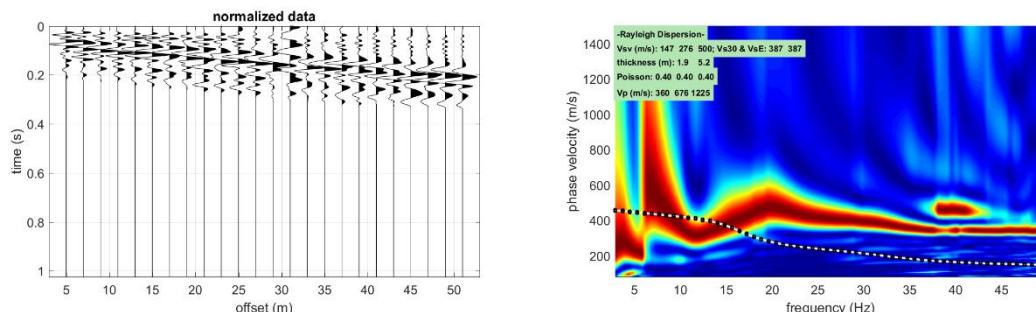 normalized data
0
0.2
0.4
0.6
0.8
1
time (s)
5 10 15 20 25 30 35 40 45 50
offset (m)
-Rayleigh Dispersion-
Vsv (m/s): 147 276 500; Vs30 & VsE: 387 387
thickness (m): 1.9 5.2
Poisson: 0.40 0.40 0.40
Vp (m/s): 360 676 1225
1400
1200
1000
800
600
400
200
phase velocity (m/s)
5 10 15 20 25 30 35 40 45
frequency (Hz)